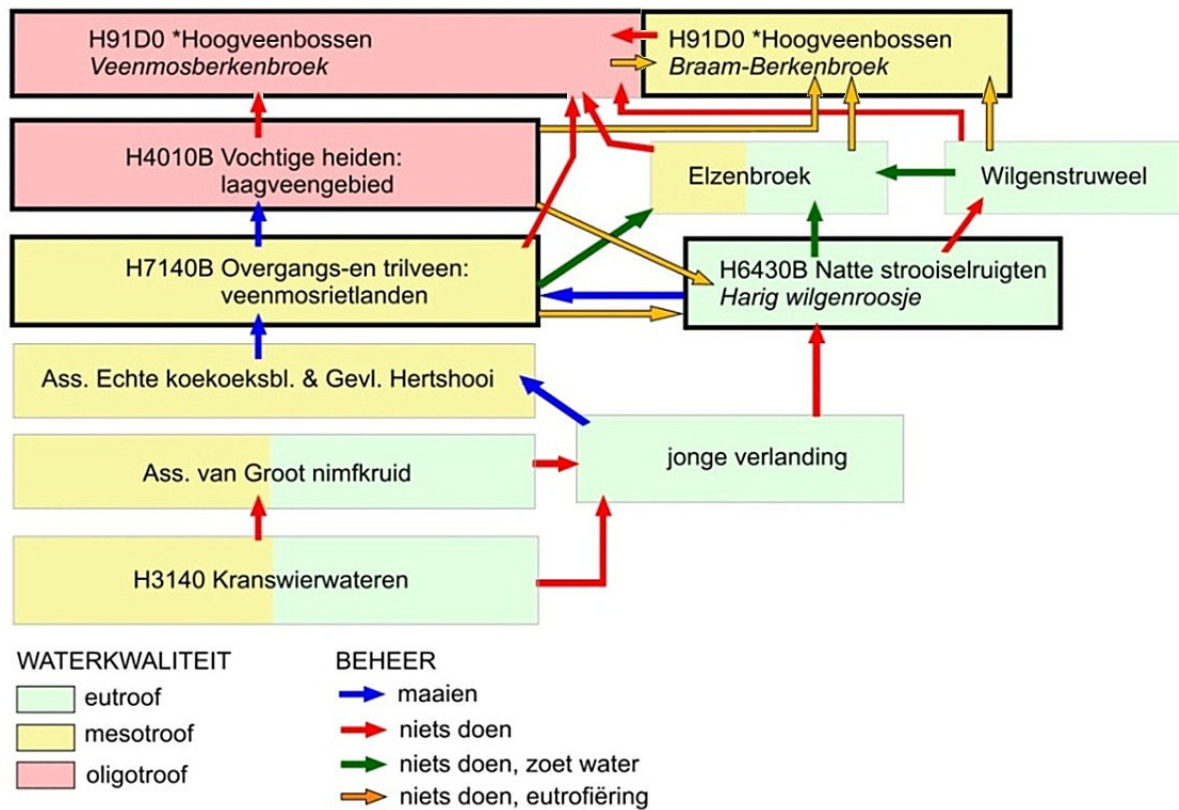 H91D0 *Hoogveenbossen
Veenmosberkenbroek
H91D0 *Hoogveenbossen
Braam-Berkenbroek
H4010B Vochtige heiden:
laagveengebied
Elzenbroek
Wilgenstruweel
H7140B Overgangs-en trilveen:
veenmosrietlanden
H6430B Natte strooiselruigten
Harig wilgenroosje
Ass. Echte koekoeksbl. & Gevl. Hertshooi
Ass. van Groot nimfkruid
jonge verlanding
H3140 Kranswierwateren
WATERKWALITEIT
eutroof
mesotroof
oligotroof
BEHEER
maaien
niets doen
niets doen, zoet water
niets doen, eutrofiëring